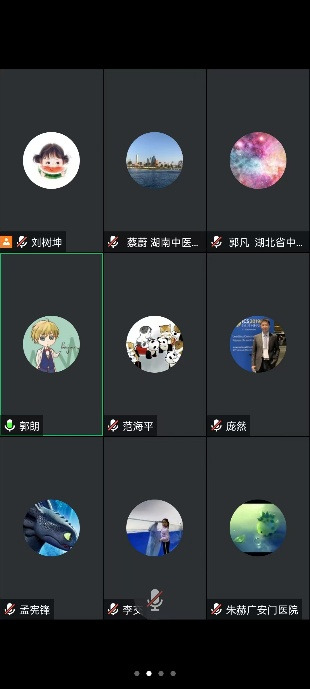 刘树坤
蔡蔚 湖南中医...
郭凡 湖北省中...
郭朗
范海平
庞然
孟宪锋
李
朱赫广安门医院